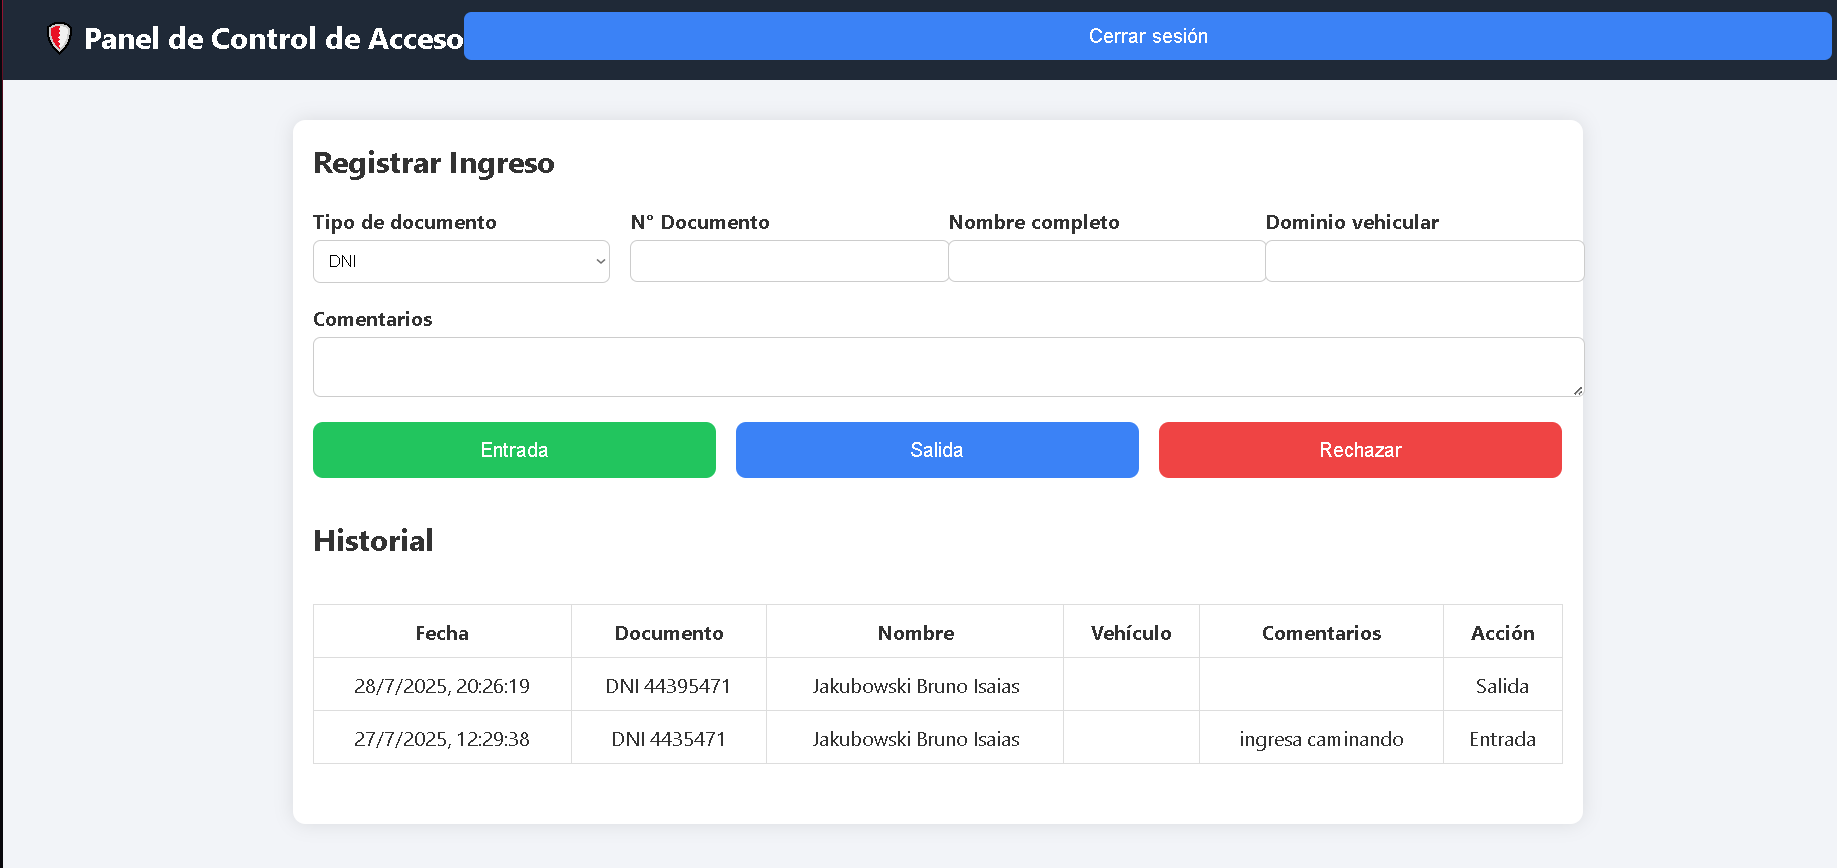 Panel de Control de Acceso
Cerrar sesión
Registrar Ingreso
Tipo de documento N° Documento Nombre completo Dominio vehicular
DNI
Comentarios
Entrada Salida Rechazar
Historial
Fecha Documento Nombre Vehículo Comentarios Acción
28/7/2025, 20:26:19 DNI 44395471 Jakubowski Bruno Isaias Salida
27/7/2025, 12:29:38 DNI 4435471 Jakubowski Bruno Isaias ingresa caminando Entrada